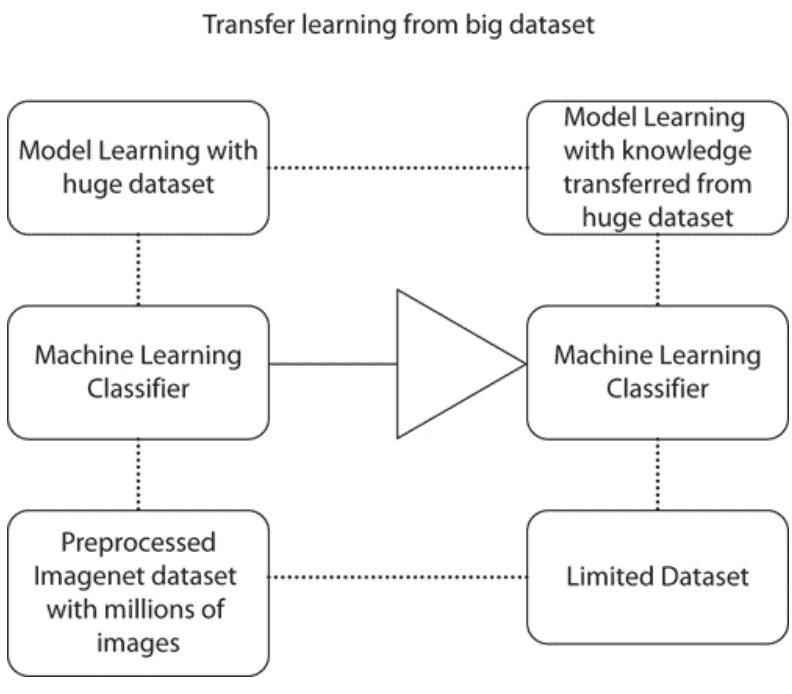 Transfer learning from big dataset
Model Learning with
huge dataset
Model Learning
with knowledge
transferred from
huge dataset
Machine Learning
Classifier
Machine Learning
Classifier
Preprocessed
Imagenet dataset
with millions of
images
Limited Dataset